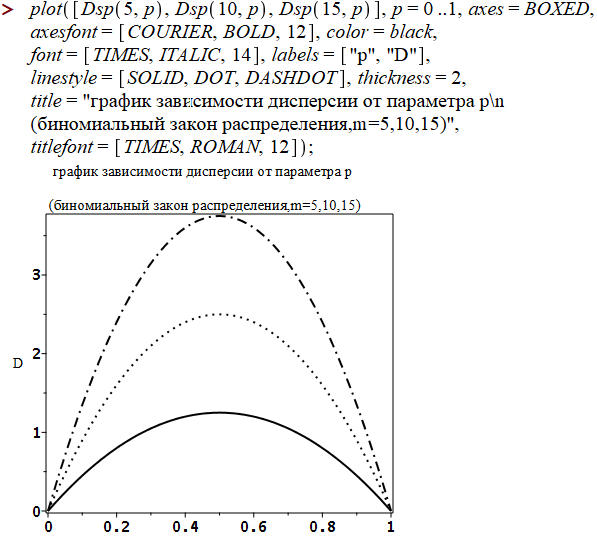 > plot([Dsp(5, p), Dsp(10, p), Dsp(15, p)], p = 0 ..1, axes = BOXED,
axesfont = [COURIER, BOLD, 12], color = black,
font = [TIMES, ITALIC, 14], labels = ["p", "D"],
linestyle = [SOLID, DOT, DASHDOT], thickness = 2,
title = "график зависимости дисперсии от параметра p\n
(биномиальный закон распределения,m=5,10,15)",
titlefont = [TIMES, ROMAN, 12]);
график зависимости дисперсии от параметра p
(биномиальный закон распределения,m=5,10,15)
3
2
D
1
0
0 0.2 0.4 0.6 0.8 1